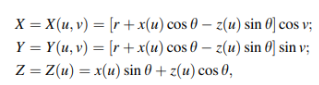 X = X(u, v) = [r + x(u) cos θ – z(u) sin θ] cos v;
Y = Y(u, v) = [r + x(u) cos θ – z(u) sin θ] sin v;
Z = Z(u) = x(u) sin θ + z(u) cos θ,